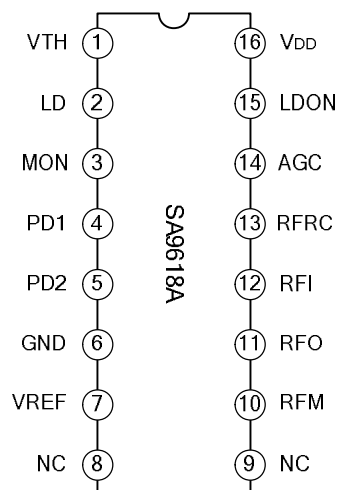 VTH 1 16 VDD
LD 2 15 LDON
MON 3 14 AGC
PD1 4 13 RFRC
SA9618A
PD2 5 12 RFI
GND 6 11 RFO
VREF 7 10 RFM
NC 8 9 NC